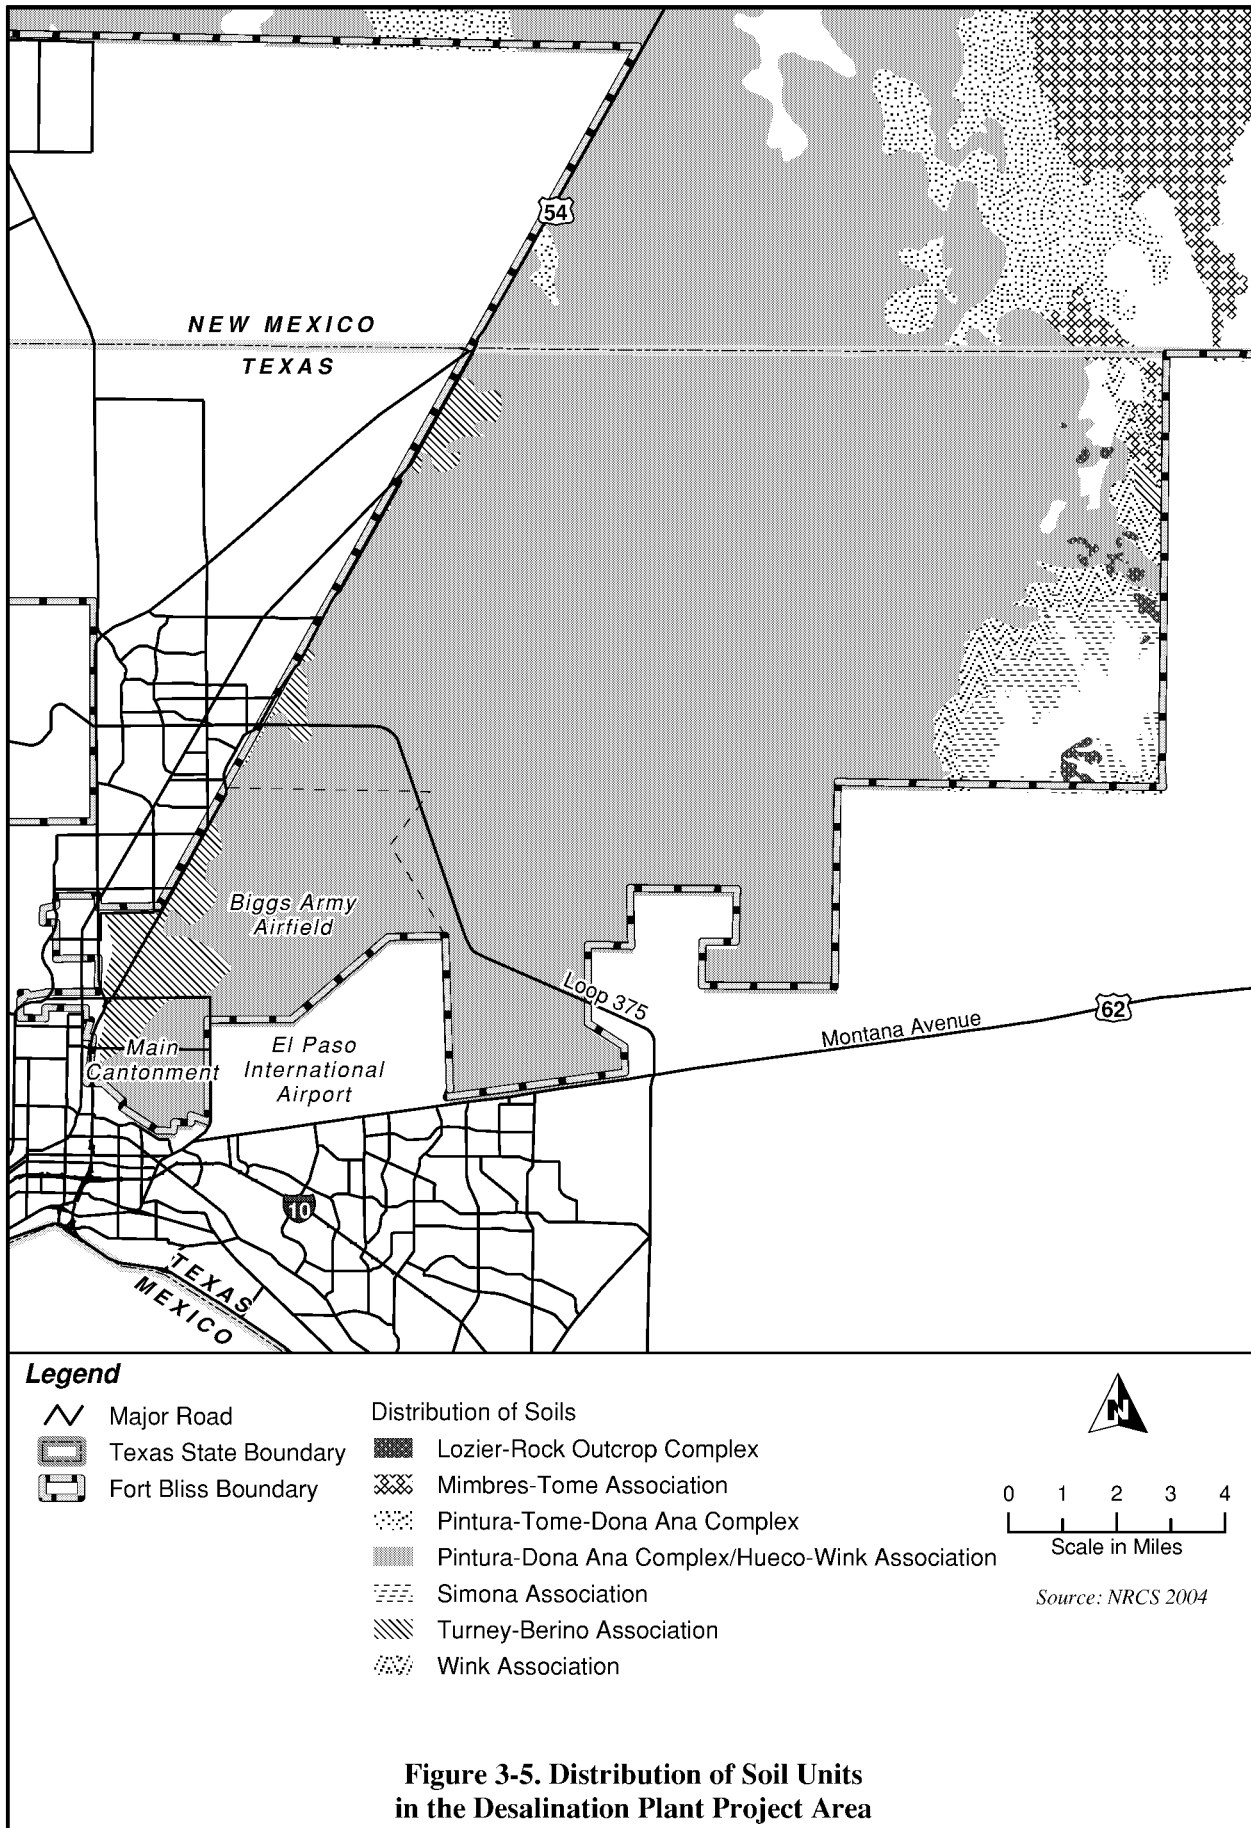 54
NEW MEXICO
TEXAS
Biggs Army
Airfield
Loop 375
Montana Avenue
62
Main
Cantonment
El Paso
International
Airport
10
TEXAS
MEXICO
Legend
Major Road
Texas State Boundary
Fort Bliss Boundary
Distribution of Soils
Lozier-Rock Outcrop Complex
Mimbres-Tome Association
Pintura-Tome-Dona Ana Complex
Pintura-Dona Ana Complex/Hueco-Wink Association
Simona Association
Turney-Berino Association
Wink Association
N
0 1 2 3 4
Scale in Miles
Source: NRCS 2004
Figure 3-5. Distribution of Soil Units
in the Desalination Plant Project Area